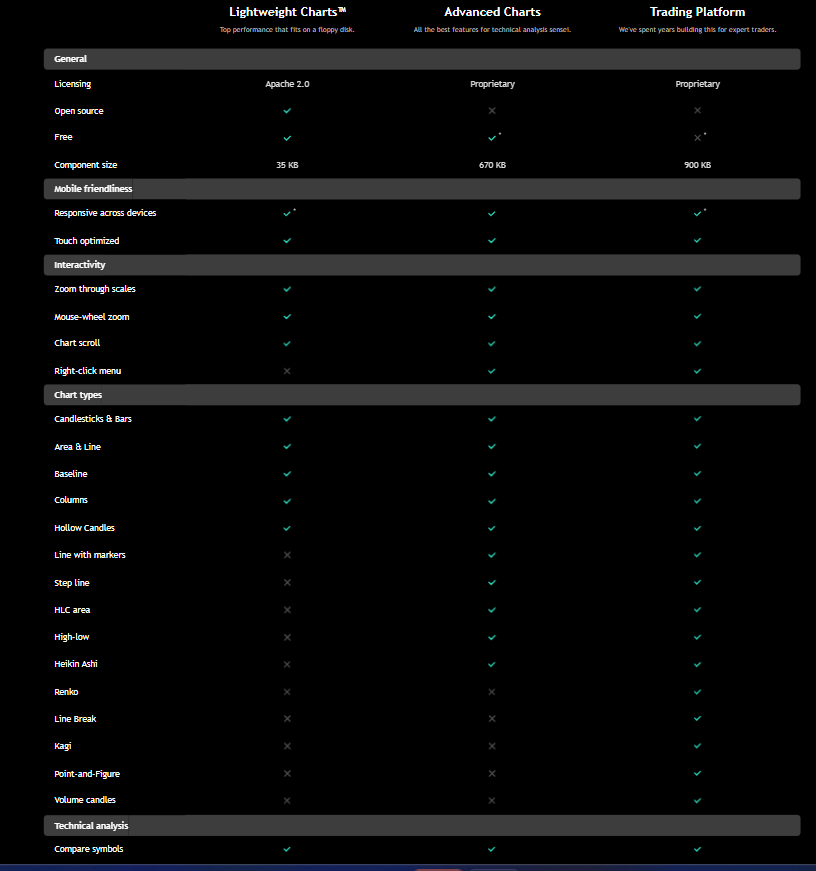 Lightweight Charts™ Advanced Charts Trading Platform
Top performance that fits on a floppy disk. All the best features for technical analysis sensei. We've spent years building this for expert traders.
General
Licensing Apache 2.0 Proprietary Proprietary
Open source ✓ ✕ ✕
Free ✓ ✓* ✕*
Component size 35 KB 670 KB 900 KB
Mobile friendliness
Responsive across devices ✓* ✓ ✓*
Touch optimized ✓ ✓ ✓
Interactivity
Zoom through scales ✓ ✓ ✓
Mouse-wheel zoom ✓ ✓ ✓
Chart scroll ✓ ✓ ✓
Right-click menu ✕ ✓ ✓
Chart types
Candlesticks & Bars ✓ ✓ ✓
Area & Line ✓ ✓ ✓
Baseline ✓ ✓ ✓
Columns ✓ ✓ ✓
Hollow Candles ✓ ✓ ✓
Line with markers ✕ ✓ ✓
Step line ✕ ✓ ✓
HLC area ✕ ✓ ✓
High-low ✕ ✓ ✓
Heikin Ashi ✕ ✓ ✓
Renko ✕ ✕ ✓
Line Break ✕ ✕ ✓
Kagi ✕ ✕ ✓
Point-and-Figure ✕ ✕ ✓
Volume candles ✕ ✕ ✓
Technical analysis
Compare symbols ✓ ✓ ✓